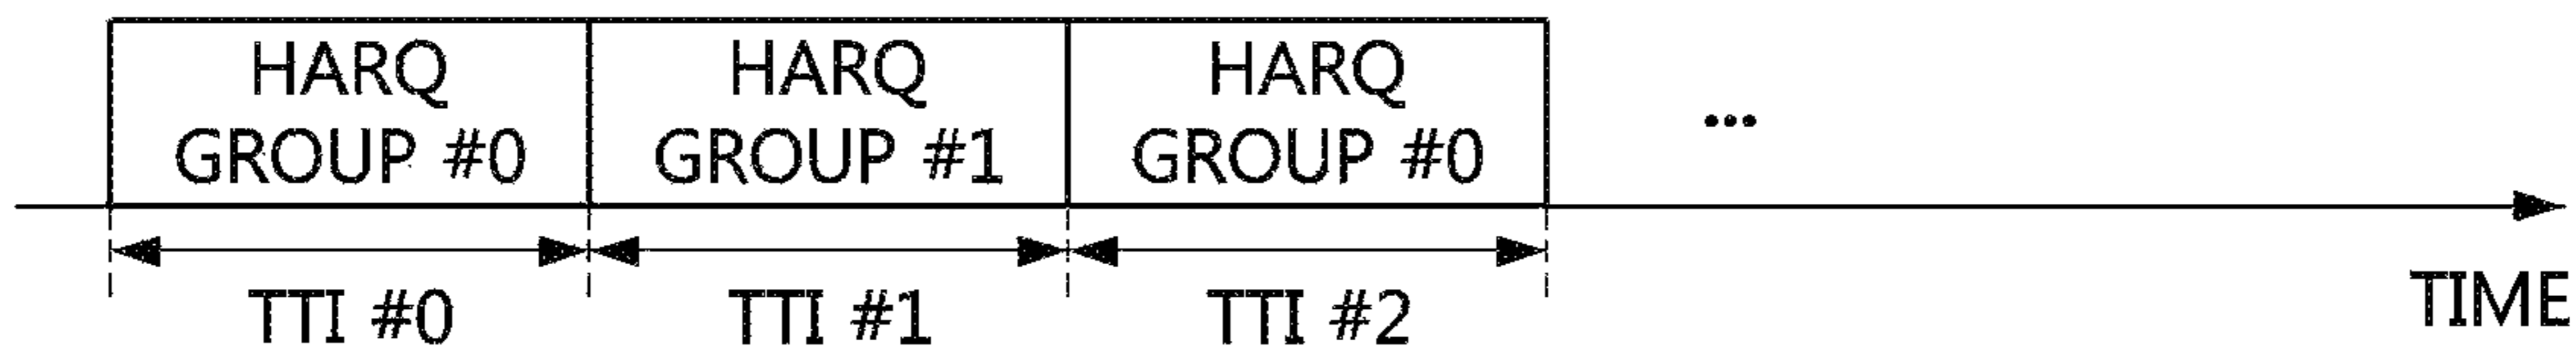 HARQ
GROUP #0
HARQ
GROUP #1
HARQ
GROUP #0
...
TTI #0
TTI #1
TTI #2
TIME